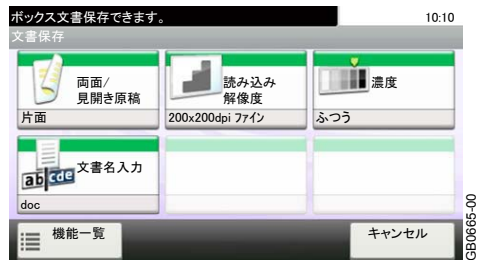 ボックス文書保存できます。
10:10
文書保存
両面/
見開き原稿
片面
読み込み
解像度
200x200dpi ファイン
濃度
ふつう
ab cde
文書名入力
doc
機能一覧
キャンセル
GB0665-00